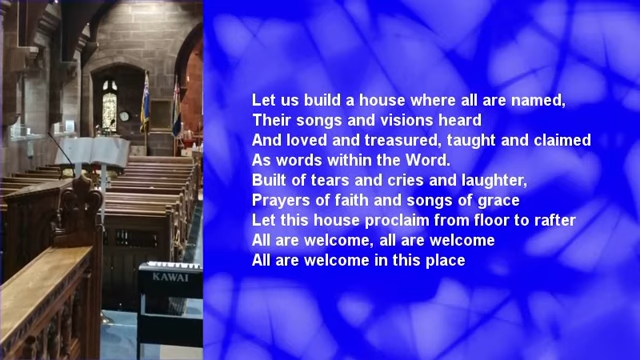 Let us build a house where all are named,
Their songs and visions heard
And loved and treasured, taught and claimed
As words within the Word.
Built of tears and cries and laughter,
Prayers of faith and songs of grace
Let this house proclaim from floor to rafter
All are welcome, all are welcome
All are welcome in this place
KAWAI